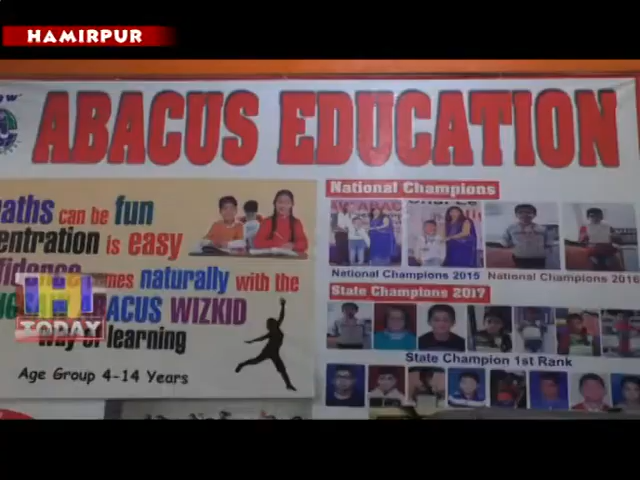 HAMIRPUR
ABACUS EDUCATION
aths can be fun
entration is easy
mes naturally with the
ABACUS WIZKID
way of learning
Age Group 4-14 Years
TODAY
National Champions
National Champions 2015
National Champions 2016
State Champions 2017
State Champion 1st Rank